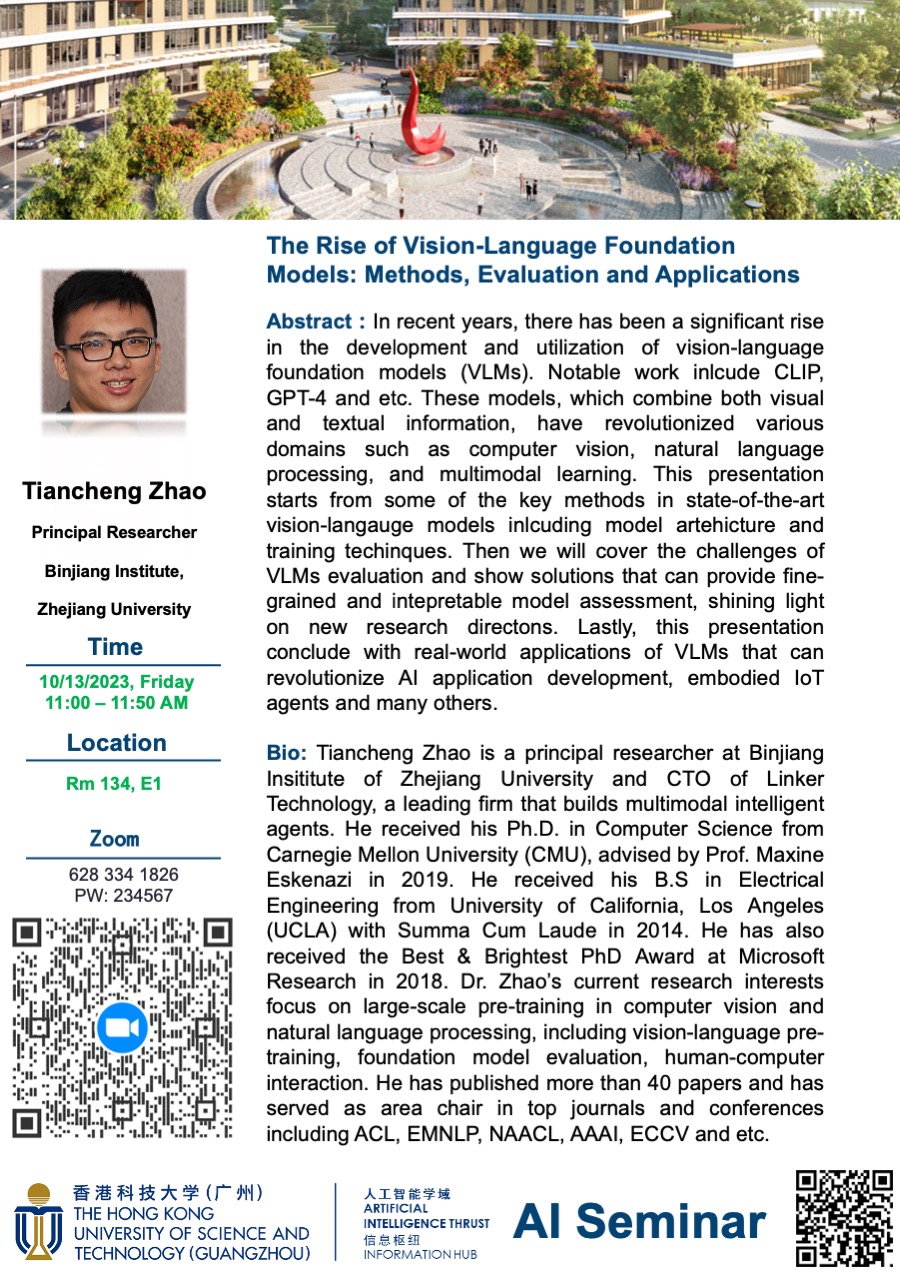 The Rise of Vision-Language Foundation
Models: Methods, Evaluation and Applications
Abstract : In recent years, there has been a significant rise
in the development and utilization of vision-language
foundation models (VLMs). Notable work inlcude CLIP,
GPT-4 and etc. These models, which combine both visual
and textual information, have revolutionized various
domains such as computer vision, natural language
processing, and multimodal learning. This presentation
starts from some of the key methods in state-of-the-art
vision-langauge models inlcuding model artehicture and
training techinques. Then we will cover the challenges of
VLMs evaluation and show solutions that can provide fine-
grained and intepretable model assessment, shining light
on new research directons. Lastly, this presentation
conclude with real-world applications of VLMs that can
revolutionize AI application development, embodied IoT
agents and many others.
Bio: Tiancheng Zhao is a principal researcher at Binjiang
Insititute of Zhejiang University and CTO of Linker
Technology, a leading firm that builds multimodal intelligent
agents. He received his Ph.D. in Computer Science from
Carnegie Mellon University (CMU), advised by Prof. Maxine
Eskenazi in 2019. He received his B.S in Electrical
Engineering from University of California, Los Angeles
(UCLA) with Summa Cum Laude in 2014. He has also
received the Best & Brightest PhD Award at Microsoft
Research in 2018. Dr. Zhao's current research interests
focus on large-scale pre-training in computer vision and
natural language processing, including vision-language pre-
training, foundation model evaluation, human-computer
interaction. He has published more than 40 papers and has
served as area chair in top journals and conferences
including ACL, EMNLP, NAACL, AAAI, ECCV and etc.
Tiancheng Zhao
Principal Researcher
Binjiang Institute,
Zhejiang University
Time
10/13/2023, Friday
11:00 – 11:50 AM
Location
Rm 134, E1
Zoom
628 334 1826
PW: 234567
香港科技大学(广州)
THE HONG KONG
UNIVERSITY OF SCIENCE AND
TECHNOLOGY (GUANGZHOU)
人工智能学域
ARTIFICIAL
INTELLIGENCE THRUST
信息枢纽
INFORMATION HUB
AI Seminar